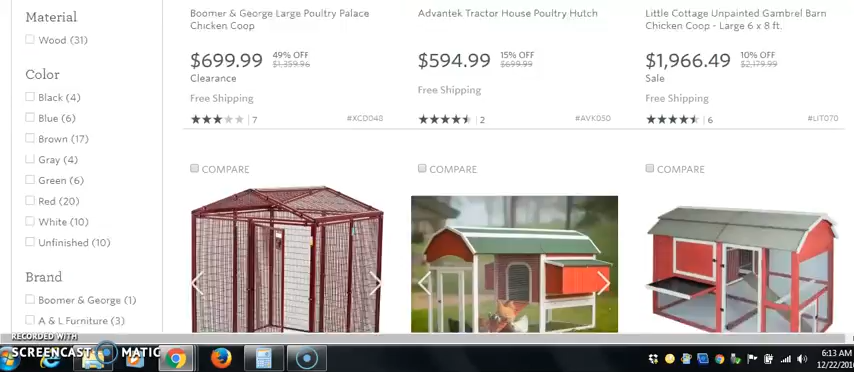 Material
Wood (31)
Color
Black (4)
Blue (6)
Brown (17)
Gray (4)
Green (6)
Red (20)
White (10)
Unfinished (10)
Brand
Boomer & George (1)
A & L Furniture (3)
Boomer & George Large Poultry Palace
Chicken Coop
$699.99 49% OFF
$1,359.96
Clearance
Free Shipping
7 #XCD048
COMPARE
Advantek Tractor House Poultry Hutch
$594.99 15% OFF
$699.99
Free Shipping
2 #AVK050
COMPARE
Little Cottage Unpainted Gambrel Barn
Chicken Coop - Large 6 x 8 ft.
$1,966.49 10% OFF
$2,179.99
Sale
Free Shipping
6 #LIT070
COMPARE
RECORDED WITH
SCREENCAST MATIC
6:13 AM